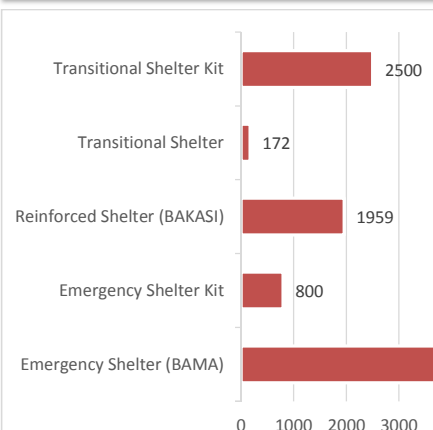 Transitional Shelter Kit 2500
Transitional Shelter 172
Reinforced Shelter (BAKASI) 1959
Emergency Shelter Kit 800
Emergency Shelter (BAMA)
0 1000 2000 3000